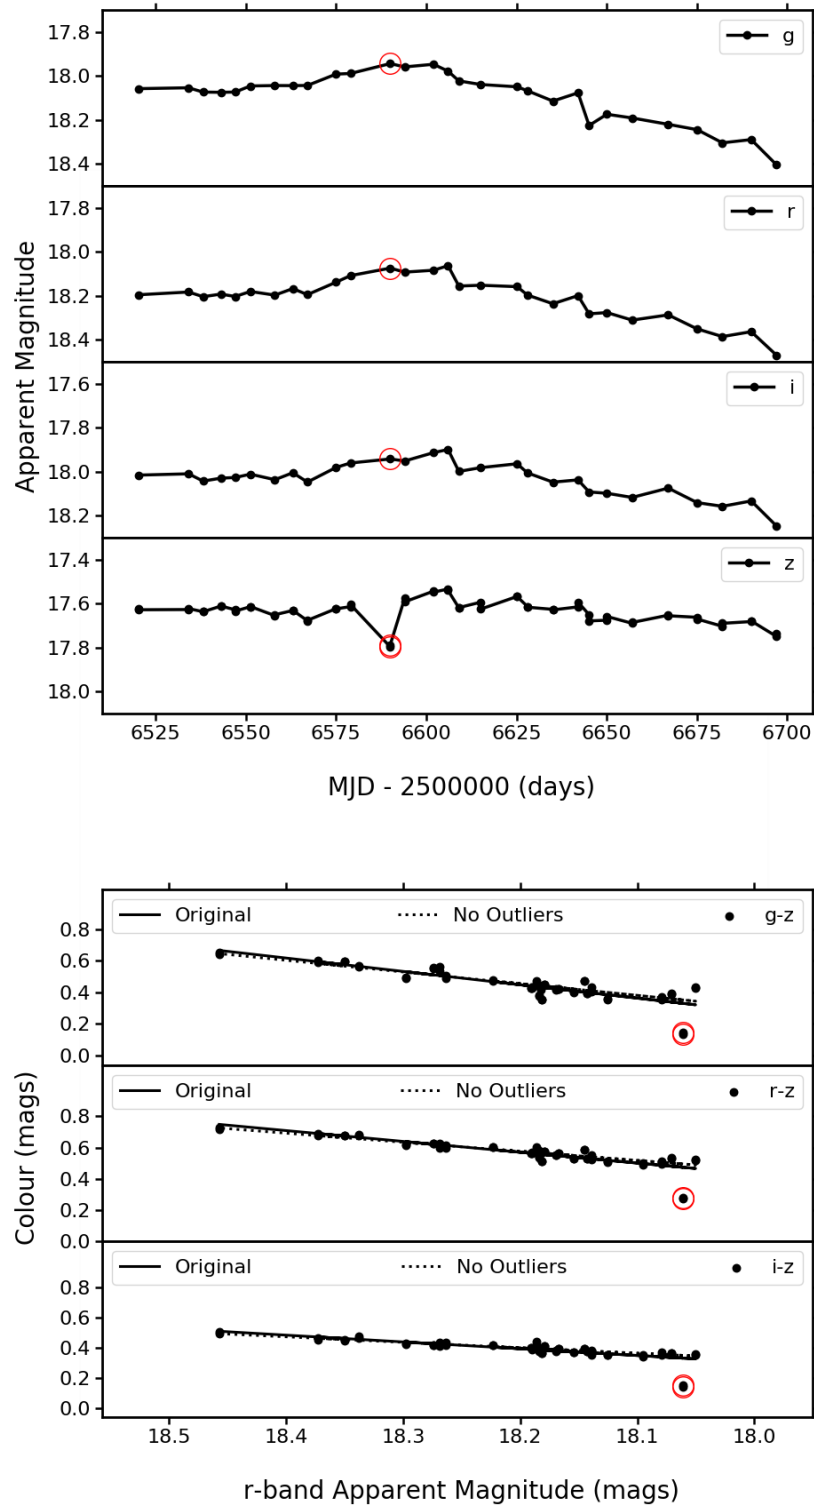 17.8
18.0
18.2
18.4
g
17.8
18.0
18.2
18.4
r
17.6
17.8
18.0
18.2
i
17.4
17.6
17.8
18.0
z
Apparent Magnitude
6525 6550 6575 6600 6625 6650 6675 6700
MJD - 2500000 (days)
Original No Outliers g-z
0.8
0.6
0.4
0.2
0.0
Original No Outliers r-z
0.8
0.6
0.4
0.2
0.0
Original No Outliers i-z
0.8
0.6
0.4
0.2
0.0
Colour (mags)
18.5 18.4 18.3 18.2 18.1 18.0
r-band Apparent Magnitude (mags)